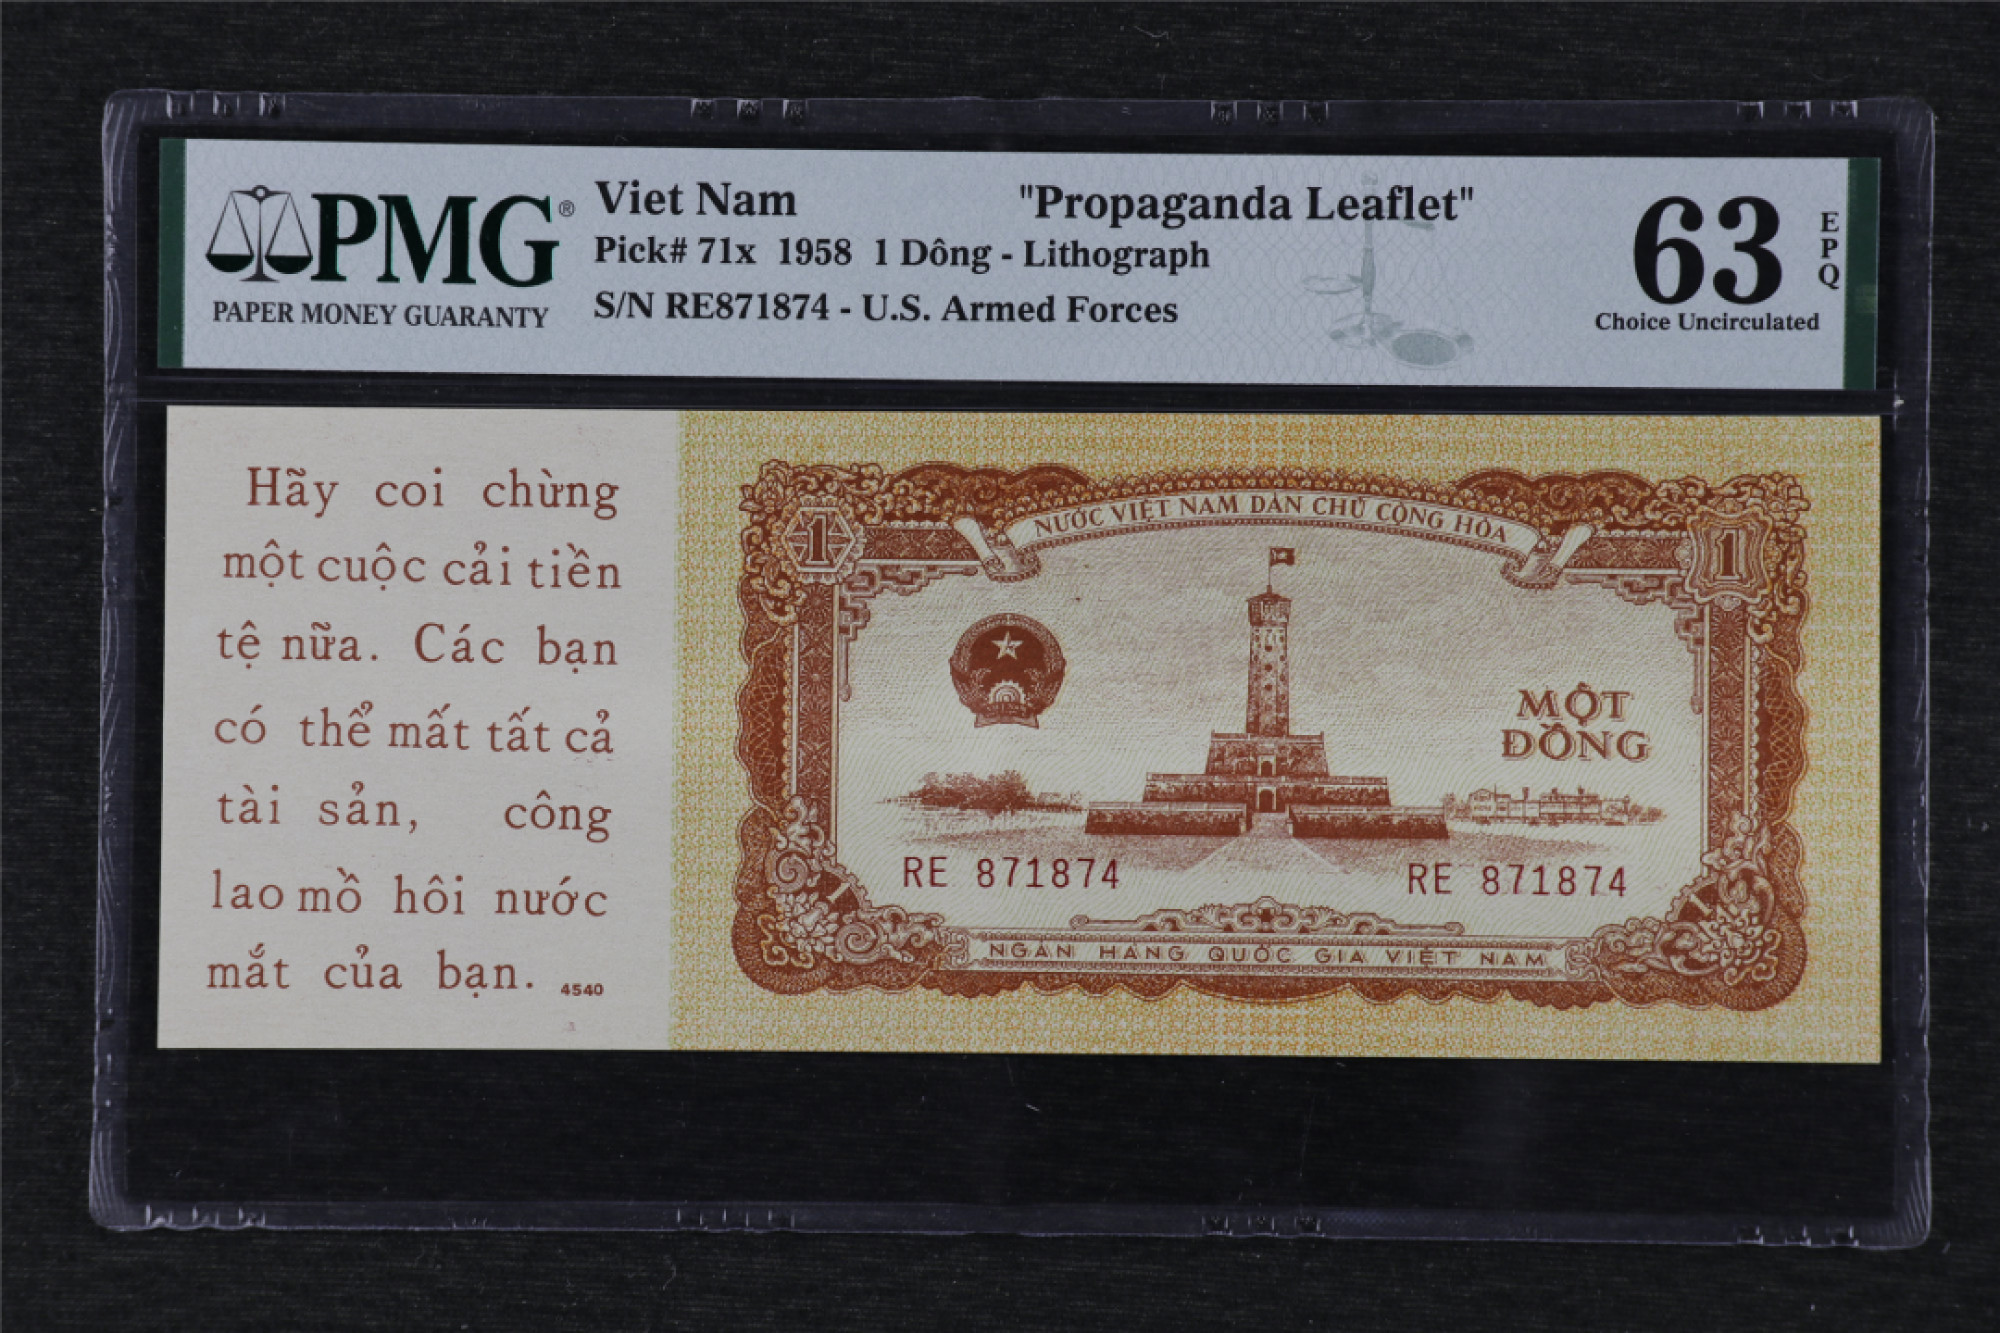 PMG®
PAPER MONEY GUARANTY
Viet Nam "Propaganda Leaflet"
Pick# 71x 1958 1 Dông - Lithograph
S/N RE871874 - U.S. Armed Forces
63
EPQ
Choice Uncirculated
Hãy coi chừng
một cuộc cải tiền
tệ nữa. Các bạn
có thể mất tất cả
tài sản, công
lao mồ hôi nước
mắt của bạn. 4540
NƯỚC VIỆT NAM DÂN CHỦ CỘNG HÒA
1
1
MỘT
ĐỒNG
RE 871874
RE 871874
1
1
NGÂN HÀNG QUỐC GIA VIỆT NAM